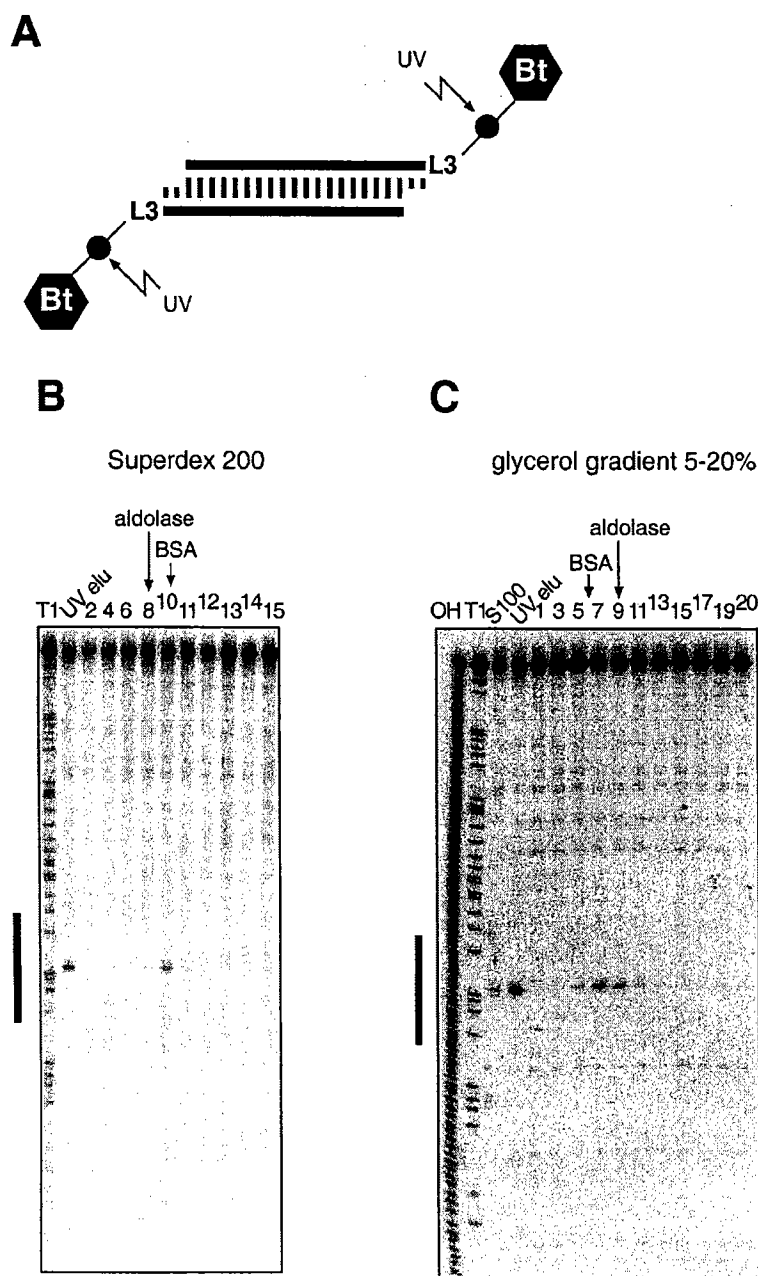 A
UV
Bt
L3
L3
Bt
UV
B
C
Superdex 200
glycerol gradient 5-20%
aldolase
BSA
aldolase
BSA
T1 UV elu 2 4 6 8 10 11 12 13 14 15
OH T1 S100 UV elu 1 3 5 7 9 11 13 15 17 19 20